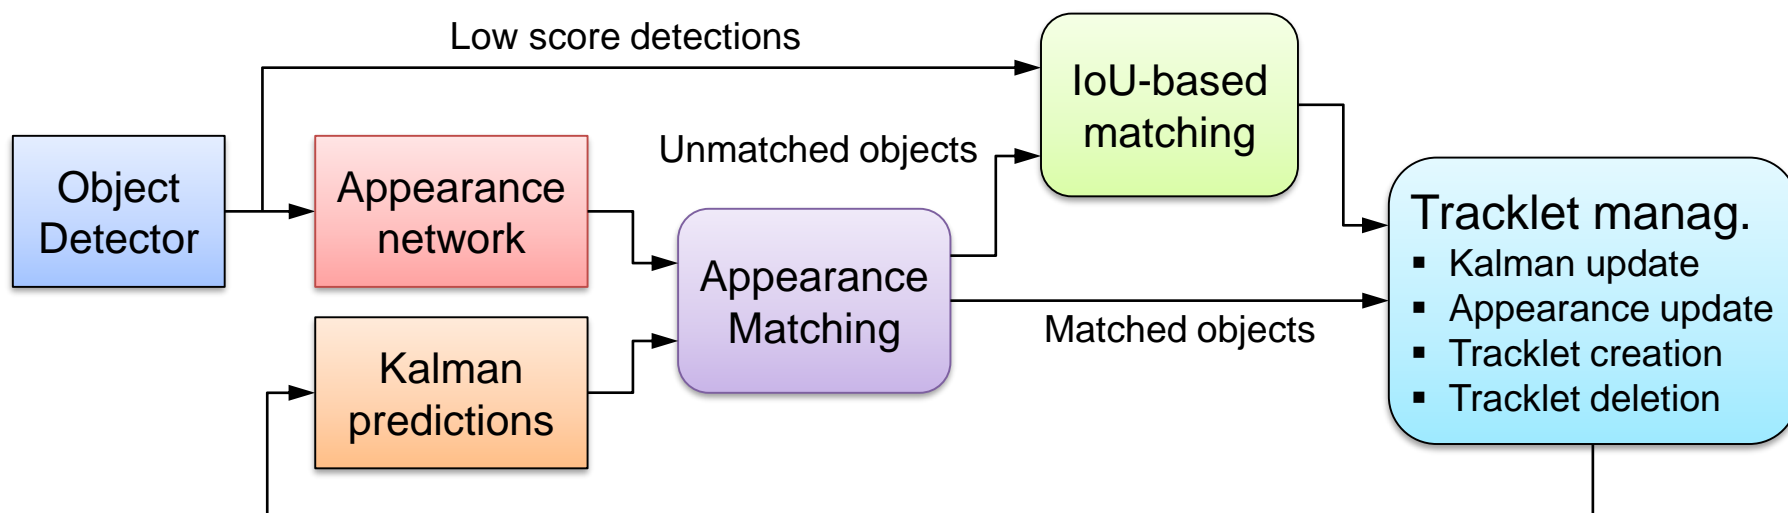 Low score detections
IoU-based
matching
Unmatched objects
Object
Detector
Appearance
network
Appearance
Matching
Matched objects
Kalman
predictions
Tracklet manag.
▪ Kalman update
▪ Appearance update
▪ Tracklet creation
▪ Tracklet deletion